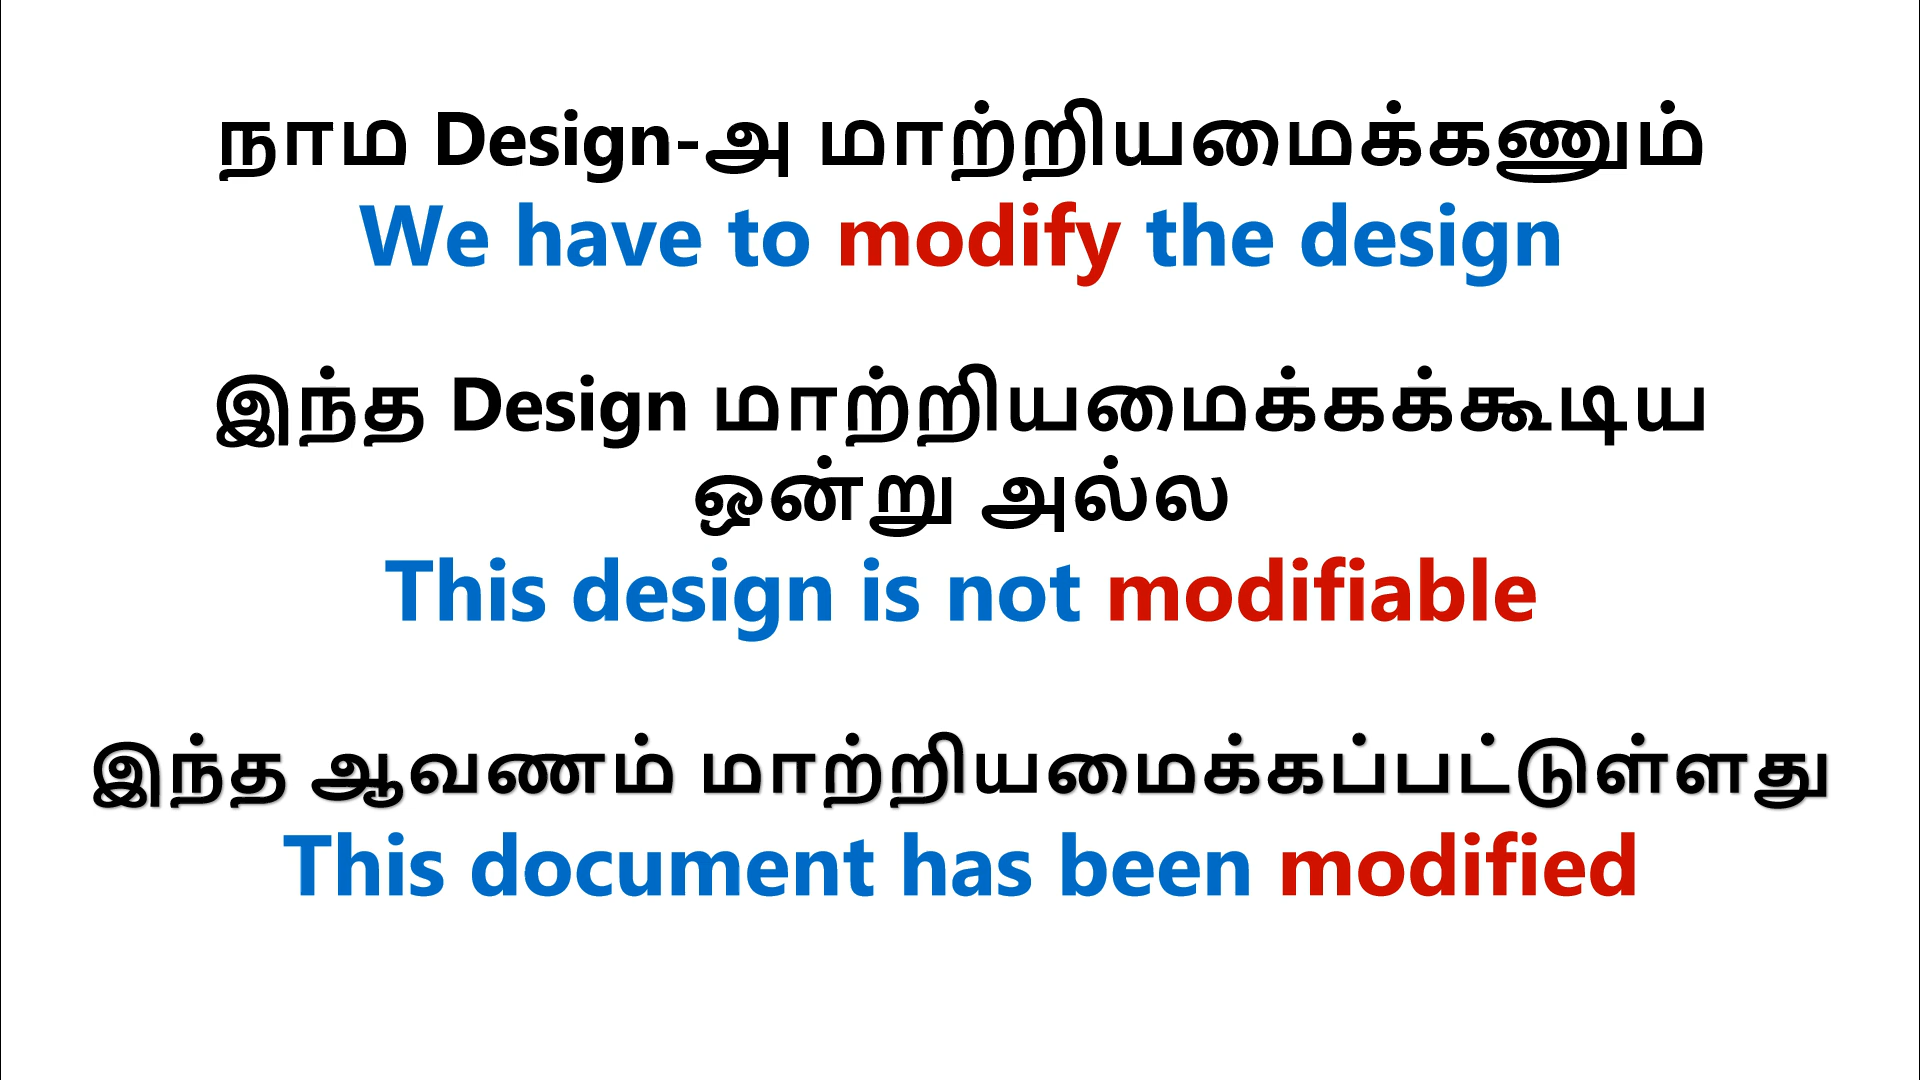 நாம Design-அ மாற்றியமைக்கணும்
We have to modify the design
இந்த Design மாற்றியமைக்கக்கூடிய
ஒன்று அல்ல
This design is not modifiable
இந்த ஆவணம் மாற்றியமைக்கப்பட்டுள்ளது
This document has been modified